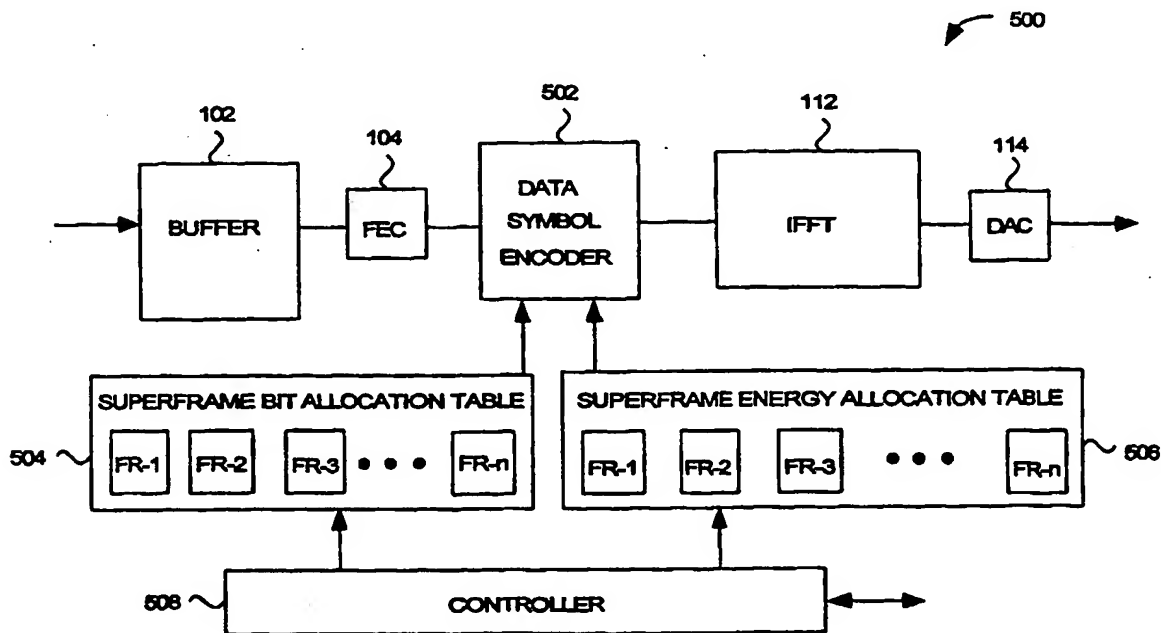 500
102
104
502
112
114
BUFFER
FEC
DATA
SYMBOL
ENCODER
IFFT
DAC
SUPERFRAME BIT ALLOCATION TABLE
FR-1 FR-2 FR-3 • • • FR-n
504
SUPERFRAME ENERGY ALLOCATION TABLE
FR-1 FR-2 FR-3 • • • FR-n
506
508
CONTROLLER